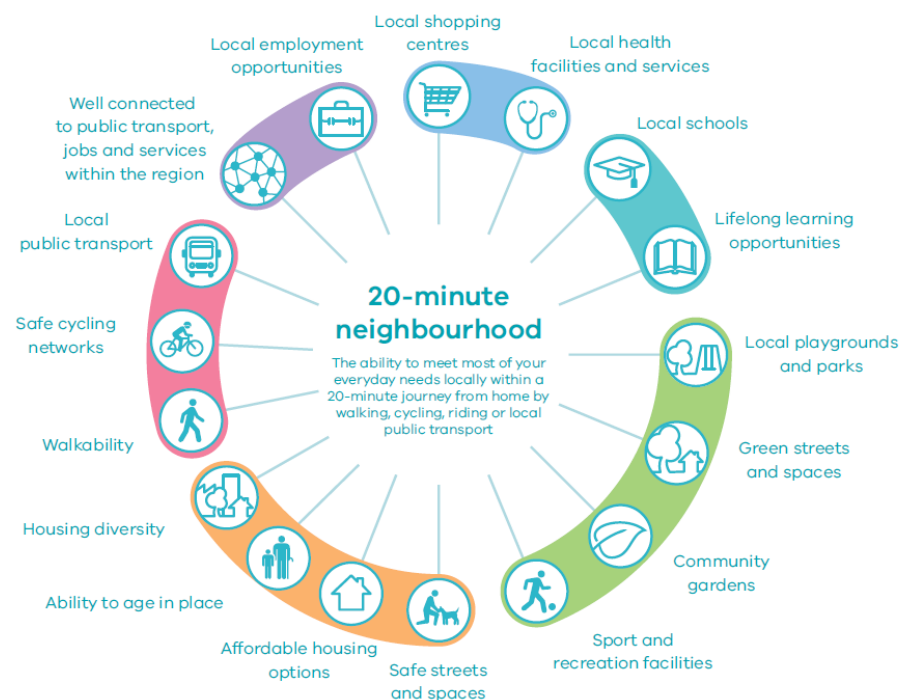 Local shopping
centres
Local health
facilities and services
Local schools
Lifelong learning
opportunities
Local playgrounds
and parks
Green streets
and spaces
Community
gardens
Sport and
recreation facilities
Safe streets
and spaces
Affordable housing
options
Ability to age in place
Housing diversity
Walkability
Safe cycling
networks
Local
public transport
Well connected
to public transport,
jobs and services
within the region
Local employment
opportunities
20-minute
neighbourhood
The ability to meet most of your
everyday needs locally within a
20-minute journey from home by
walking, cycling, riding or local
public transport